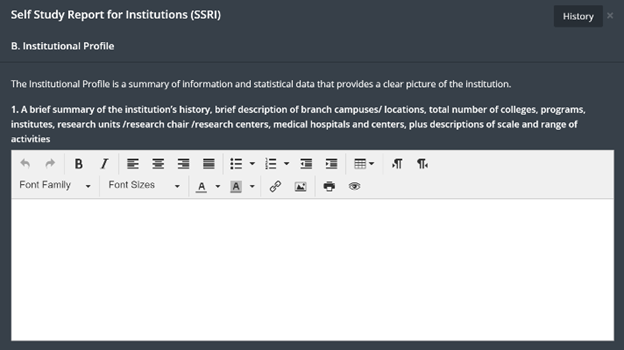 Self Study Report for Institutions (SSRI)
History ×
B. Institutional Profile
The Institutional Profile is a summary of information and statistical data that provides a clear picture of the institution.
1. A brief summary of the institution's history, brief description of branch campuses/ locations, total number of colleges, programs,
institutes, research units /research chair /research centers, medical hospitals and centers, plus descriptions of scale and range of
activities
B I
Font Family Font Sizes A A